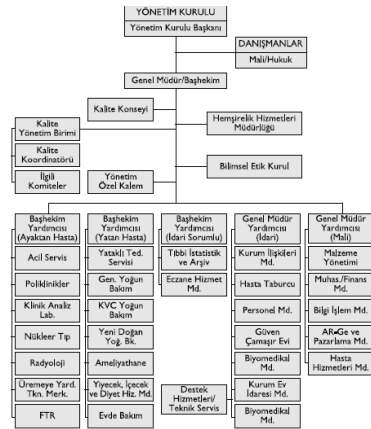 YÖNETİM KURULU
Yönetim Kurulu Başkanı
DANIŞMANLAR
Mali/Hukuk
Genel Müdür/Başhekim
Kalite Konseyi
Hemşirelik Hizmetleri
Müdürlüğü
Kalite
Yönetim Birimi
Kalite
Koordinatörü
İlgili
Komiteler
Yönetim
Özel Kalem
Bilimsel Etik Kurul
Başhekim
Yardımcısı
(Ayaktan Hasta)
Acil Servis
Poliklinikler
Klinik Analiz
Lab.
Nükleer Tıp
Radyoloji
Üremeye Yard.
Tkn. Merk.
FTR
Başhekim
Yardımcısı
(Yatan Hasta)
Yataklı Ted.
Servisi
Gen. Yoğun
Bakım
KVC Yoğun
Bakım
Yeni Doğan
Yoğ. Bk.
Ameliyathane
Yiyecek, İçecek
ve Diyet Hiz. Md.
Evde Bakım
Başhekim
Yardımcısı
(İdari Sorumlu)
Tıbbi İstatistik
ve Arşiv
Eczane Hizmet
Md.
Destek
Hizmetleri/
Teknik Servis
Genel Müdür
Yardımcısı
(İdari)
Kurum İlişkileri
Md.
Hasta Taburcu
Personel Md.
Güven
Çamaşır Evi
Biyomedikal
Md.
Kurum Ev
İdaresi Md.
Biyomedikal
Md.
Genel Müdür
Yardımcısı
(Mali)
Malzeme
Yönetimi
Muhas./Finans
Md.
Bilgi İşlem Md.
AR-Ge ve
Pazarlama Md.
Hasta
Hizmetleri Md.